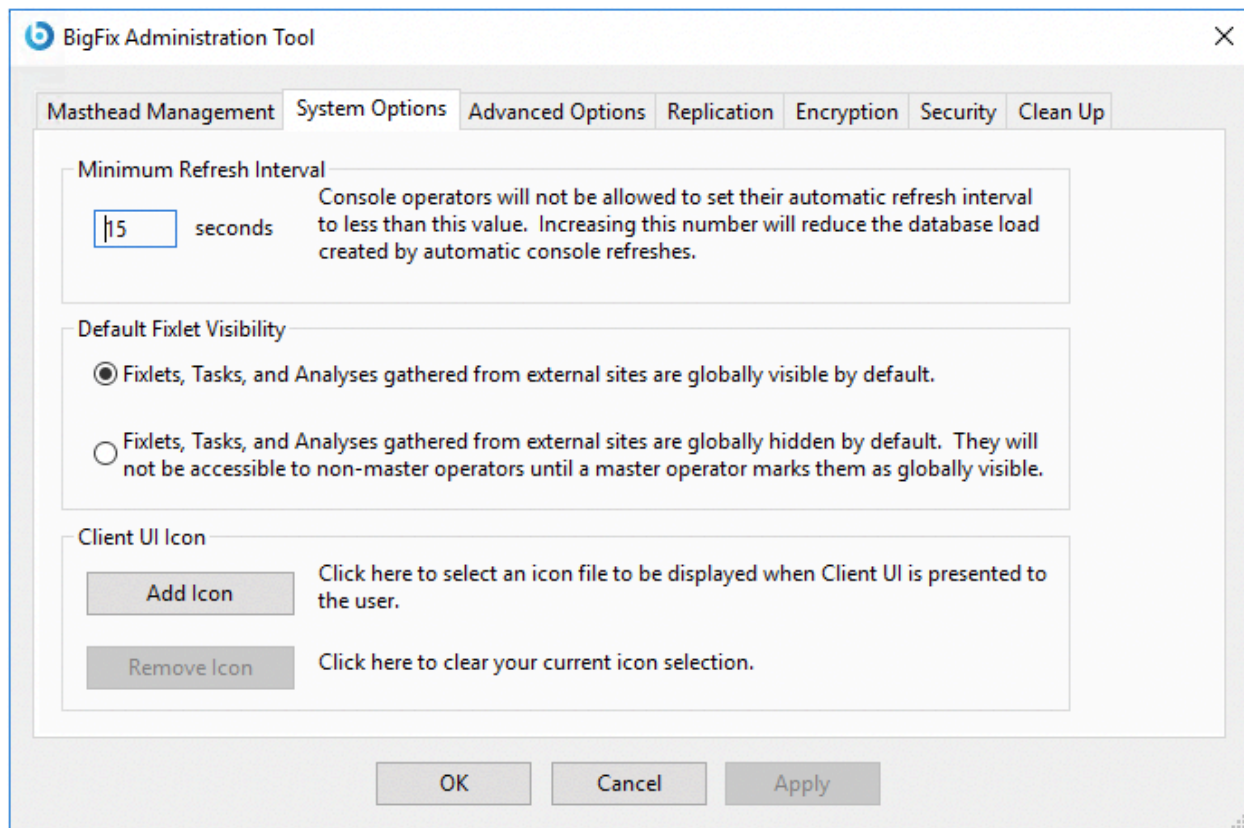 BigFix Administration Tool
Masthead Management System Options Advanced Options Replication Encryption Security Clean Up
Minimum Refresh Interval
15 seconds
Console operators will not be allowed to set their automatic refresh interval
to less than this value.  Increasing this number will reduce the database load
created by automatic console refreshes.
Default Fixlet Visibility
Fixlets, Tasks, and Analyses gathered from external sites are globally visible by default.
Fixlets, Tasks, and Analyses gathered from external sites are globally hidden by default.  They will
not be accessible to non-master operators until a master operator marks them as globally visible.
Client UI Icon
Add Icon
Click here to select an icon file to be displayed when Client UI is presented to
the user.
Remove Icon
Click here to clear your current icon selection.
OK Cancel Apply